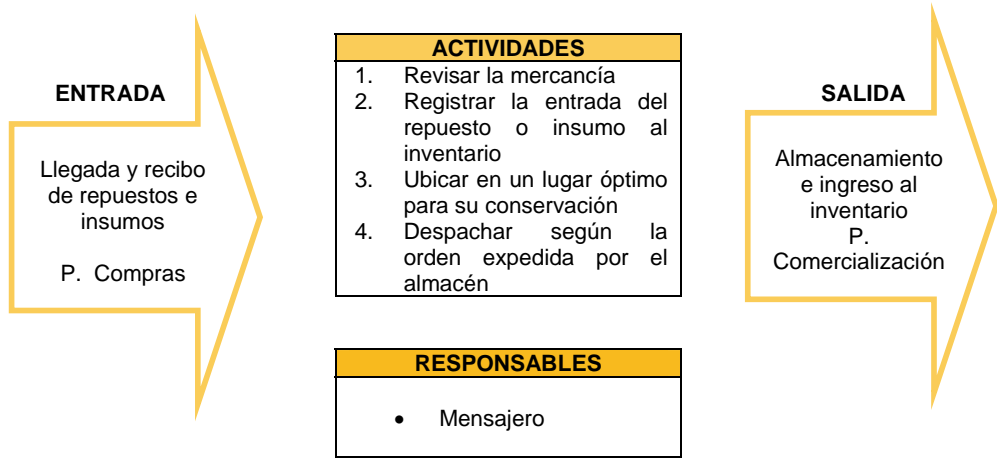 ENTRADA
Llegada y recibo
de repuestos e
insumos
P. Compras
ACTIVIDADES
1. Revisar la mercancía
2. Registrar la entrada del
repuesto o insumo al
inventario
3. Ubicar en un lugar óptimo
para su conservación
4. Despachar según la
orden expedida por el
almacén
RESPONSABLES
• Mensajero
SALIDA
Almacenamiento
e ingreso al
inventario
P.
Comercialización